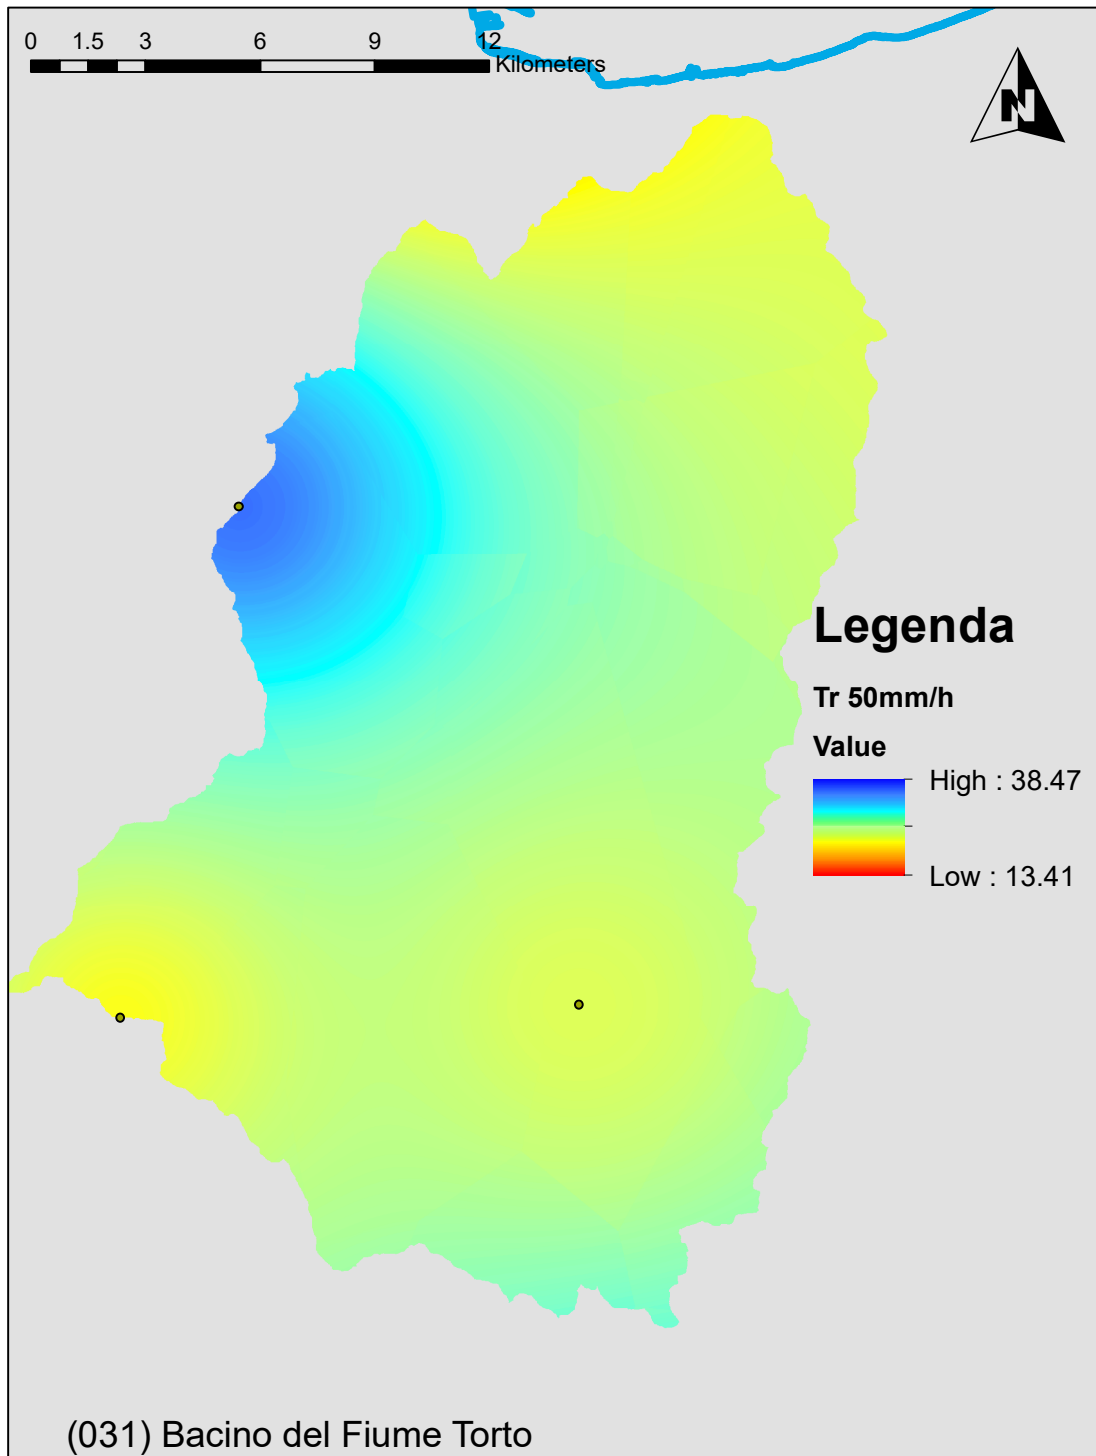 0 1.5 3 6 9 12
Kilometers
N
Legenda
Tr 50mm/h
Value
High : 38.47
Low : 13.41
(031) Bacino del Fiume Torto